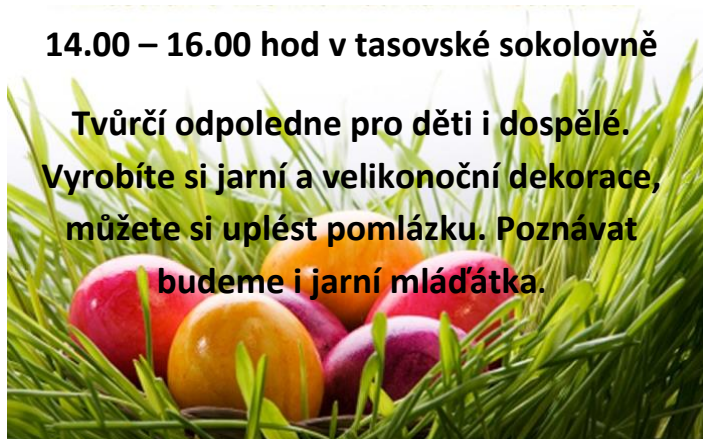 14.00 – 16.00 hod v tasovské sokolovně
Tvůrčí odpoledne pro děti i dospělé.
Vyrobíte si jarní a velikonoční dekorace,
můžete si uplést pomlázku. Poznávat
budeme i jarní mláďátka.